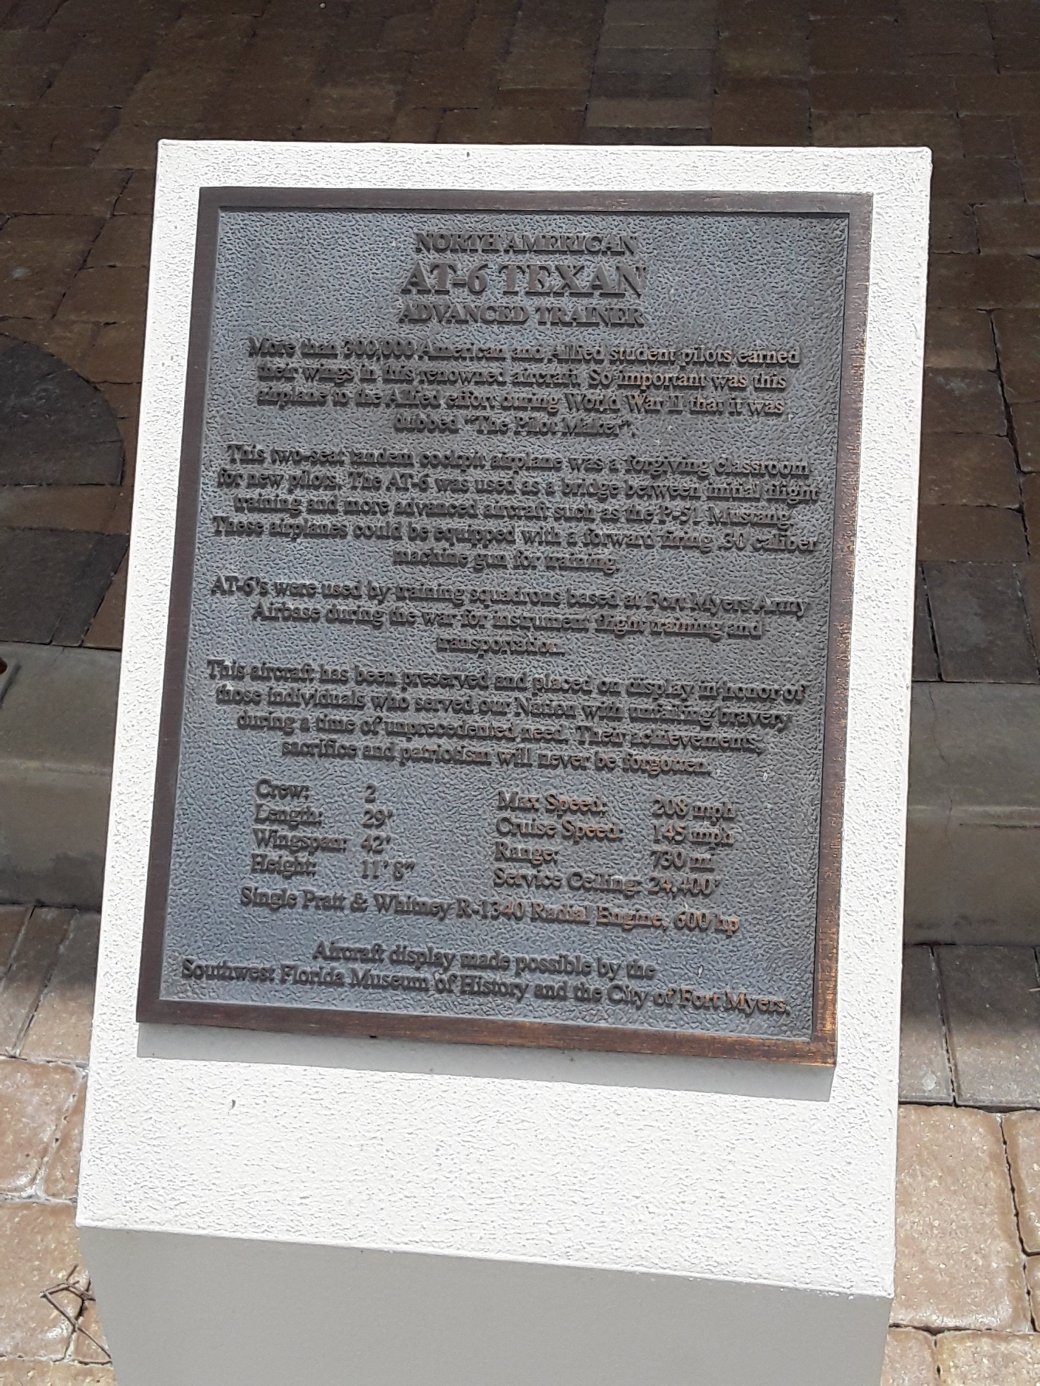 NORTH AMERICAN
AT-6 TEXAN
ADVANCED TRAINER
More than 300,000 American and Allied student pilots earned
their wings in this renowned aircraft. So important was this
airplane to the Allied effort during World War II that it was
dubbed "The Pilot Maker".
This two-seat tandem cockpit airplane was a forgiving classroom
for new pilots. The AT-6 was used as a bridge between initial flight
training and more advanced aircraft such as the P-51 Mustang.
These airplanes could be equipped with a forward firing .30 caliber
machine gun for training.
AT-6's were used by training squadrons based at Fort Myers Army
Airbase during the war for instrument flight training and
transportation.
This aircraft has been preserved and placed on display in honor of
those individuals who served our Nation with unfailing bravery
during a time of unprecedented need. Their achievements,
sacrifice and patriotism will never be forgotten.
Crew: 2 Max Speed: 208 mph
Length: 29' Cruise Speed: 145 mph
Wingspan: 42' Range: 730 m
Height: 11'8" Service Ceiling: 24,400'
Single Pratt & Whitney R-1340 Radial Engine, 600 hp
Aircraft display made possible by the
Southwest Florida Museum of History and the City of Fort Myers.